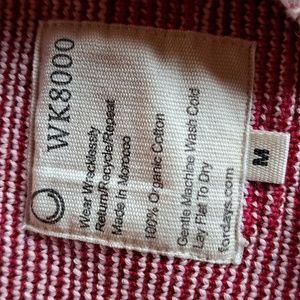 WK8000
Wear Wrecklessly
Return/Recycle/Repeat
Made In Morocco
100% Organic Cotton
Gentle Machine Wash Cold
Lay Flat To Dry
fordays.com
M